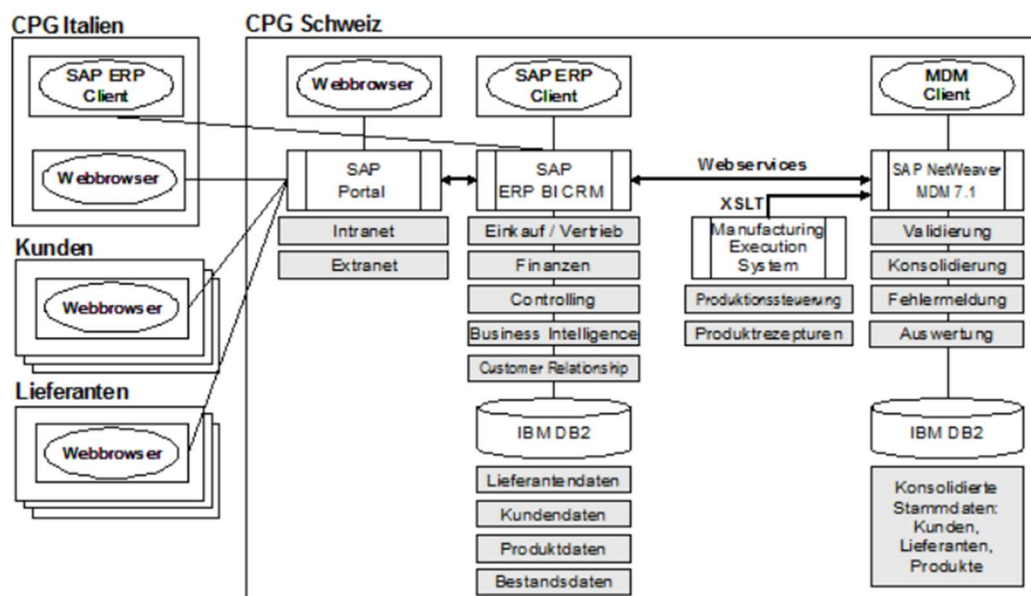 CPG Italien
SAP ERP
Client
Webbrowser
Kunden
Webbrowser
Lieferanten
Webbrowser
CPG Schweiz
Webbrowser
SAP
Portal
Intranet
Extranet
SAP ERP
Client
SAP
ERP BI CRM
Einkauf / Vertrieb
Finanzen
Controlling
Business Intelligence
Customer Relationship
IBM DB2
Lieferantendaten
Kundendaten
Produktdaten
Bestandsdaten
Webservices
XSLT
Manufacturing
Execution
System
Produktionssteuerung
Produktrezepturen
MDM
Client
SAP NetWeaver
MDM 7.1
Validierung
Konsolidierung
Fehlermeldung
Auswertung
IBM DB2
Konsolidierte
Stammdaten:
Kunden,
Lieferanten,
Produkte